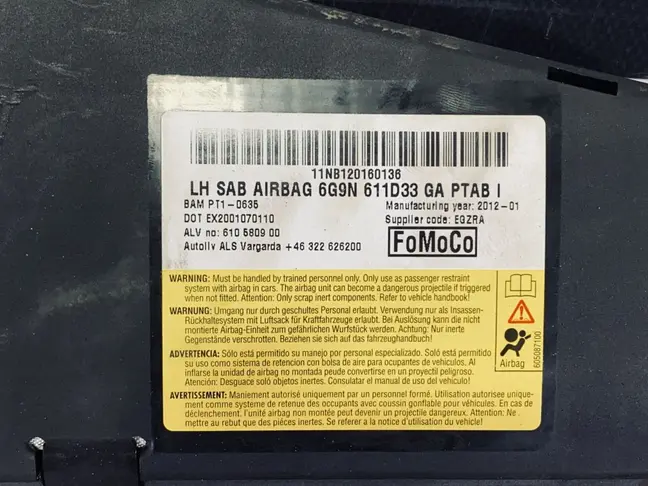 11NB120160136
LH SAB AIRBAG 6G9N 611D33 GA PTAB I
BAM PT1-0635
Manufacturing year: 2012-01
DOT EX2001070110
Supplier code: EGZRA
ALV no: 610 5809 00
FoMoCo
Autoliv ALS Vargarda +46 322 626200
WARNING: Must be handled by trained personnel only. Only use as passenger restraint
system with airbag in cars. The airbag unit can become a dangerous projectile if triggered
when not fitted. Attention: Only scrap inert components. Refer to vehicle handbook!
WARNUNG: Umgang nur durch geschultes Personal erlaubt. Verwendung nur als Insassen-
Rückhaltesystem mit Luftsack für Kraftfahrzeuge erlaubt. Bei Auslösung kann die nicht
montierte Airbag-Einheit zum gefährlichen Wurfstück werden. Achtung: Nur inerte
Gegenstände verschrotten. Beziehen sie sich auf das fahrzeughandbuch!
ADVERTENCIA: Sólo está permitido su manejo por personal especializado. Sólo está permitido
su uso como sistema de retencion con bolsa de aire para ocupantes de vehículos. Al
inflarse la unidad de airbag no montada peude convertirse en un proyectil peligroso.
Atención: Desguace soló objetos inertes. Consulatar el manual de uso del vehículo!
AVERTISSEMENT: Maniement autorisé uniquement par un personnel formé. Utilisation autorisee unique-
ment comme systeme de retenue des occupants avec coussin gonflable pour véhicules. En cas de
déclenchement. l'unité airbag non montée peut devenir un projectile dangereux. Attention: Ne
mettre au rebut que des piéces inertes. Se referer a la notice d'utilisation du véhicule!
Airbag
605087100